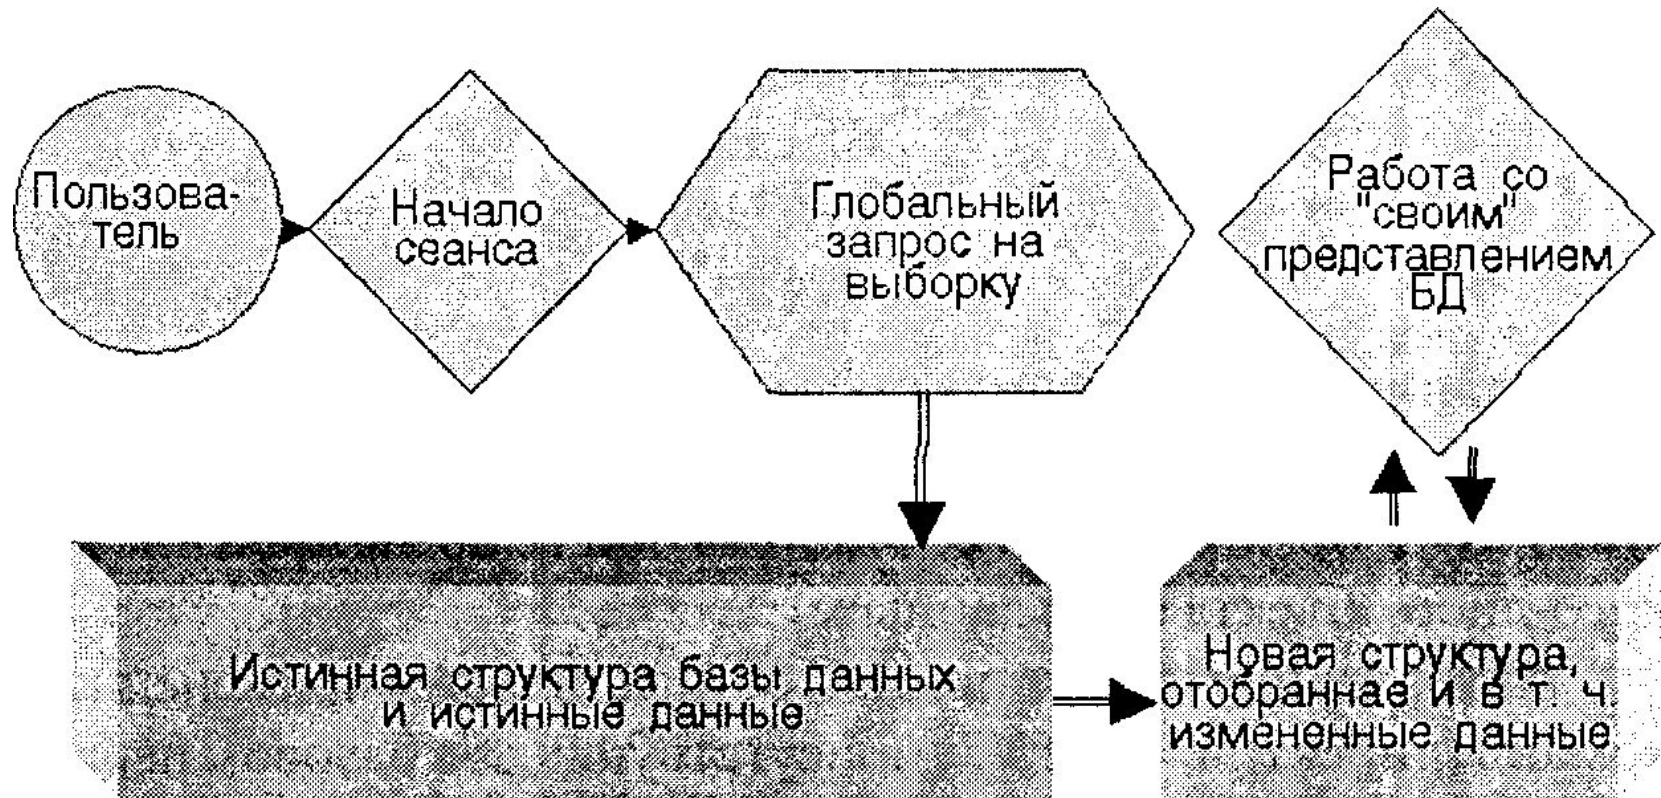 Пользова-
тель
Начало
сеанса
Глобальный
запрос на
выборку
Работа со
"своим"
представлением
БД
Истинная структура базы данных
и истинные данные
Новая структура,
отобраннае и в т. ч.
измененные данные